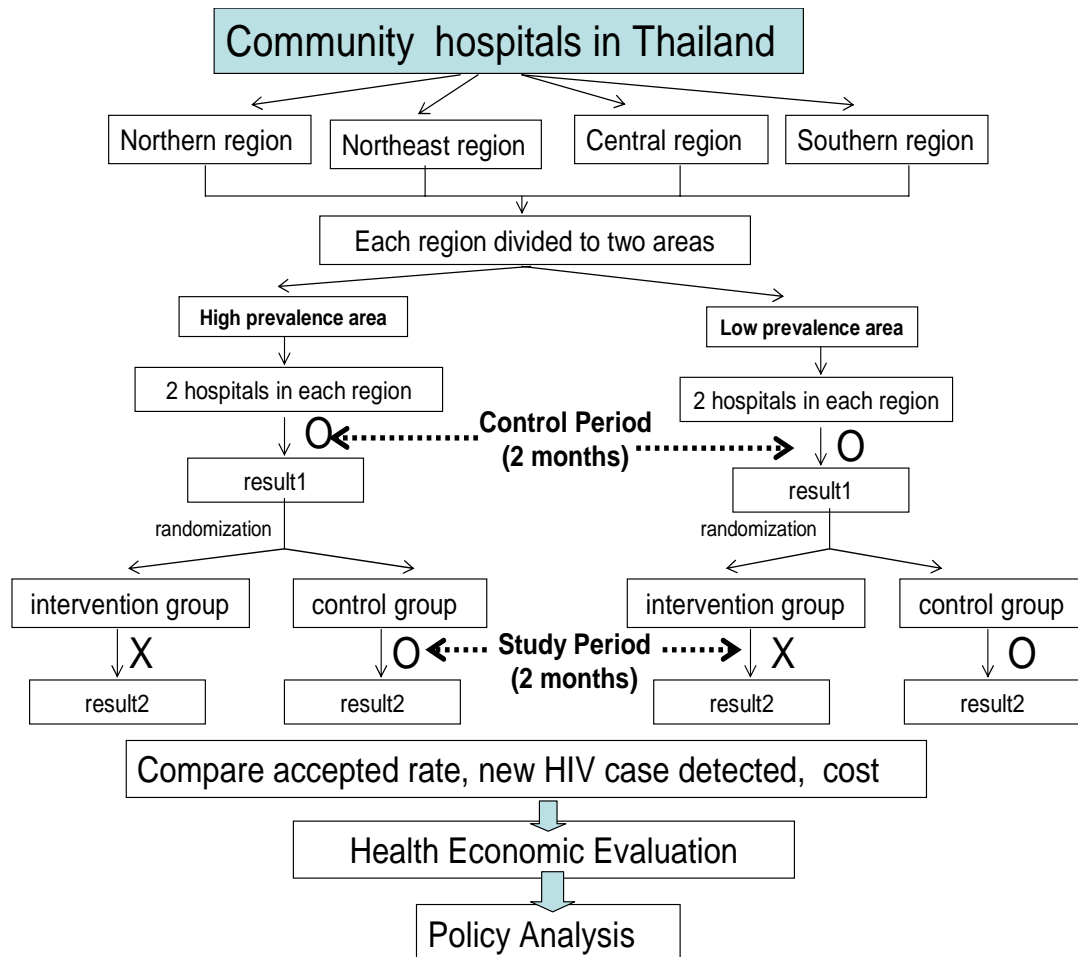 Community hospitals in Thailand
Northern region
Northeast region
Central region
Southern region
Each region divided to two areas
High prevalence area
Low prevalence area
2 hospitals in each region
2 hospitals in each region
O
Control Period
(2 months)
O
result1
result1
randomization
randomization
intervention group
control group
intervention group
control group
X
O
Study Period
(2 months)
X
O
result2
result2
result2
result2
Compare accepted rate, new HIV case detected, cost
Health Economic Evaluation
Policy Analysis